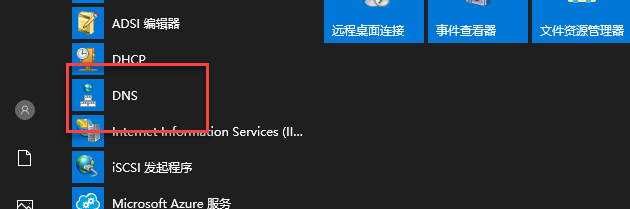 ADSI 编辑器
远程桌面连接
事件查看器
文件资源管理器
DHCP
DNS
Internet Information Services (II...
iSCSI 发起程序
Microsoft Azure 服务